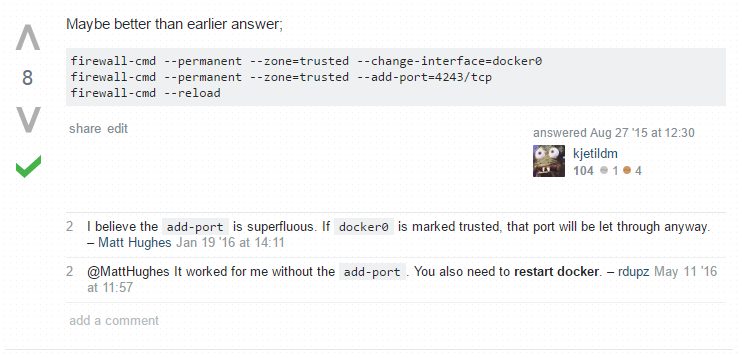 Maybe better than earlier answer;
8
firewall-cmd --permanent --zone=trusted --change-interface=docker0
firewall-cmd --permanent --zone=trusted --add-port=4243/tcp
firewall-cmd --reload
share edit
answered Aug 27 '15 at 12:30
kjetildm
104 1 4
2 I believe the add-port is superfluous. If docker0 is marked trusted, that port will be let through anyway.
– Matt Hughes Jan 19 '16 at 14:11
2 @MattHughes It worked for me without the add-port . You also need to restart docker. – rdupz May 11 '16
at 11:57
add a comment